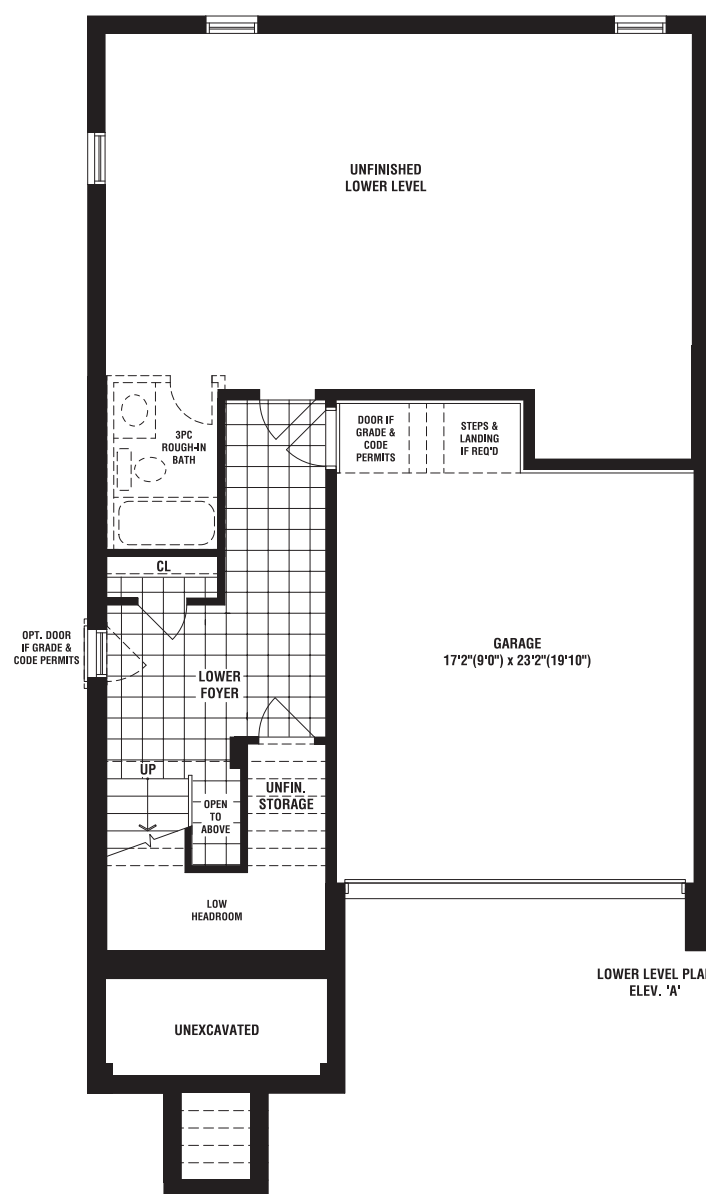 UNFINISHED
LOWER LEVEL
3PC
ROUGH-IN
BATH
DOOR IF
GRADE &
CODE
PERMITS
STEPS &
LANDING
IF REQ'D
CL
OPT. DOOR
IF GRADE &
CODE PERMITS
GARAGE
17'2"(9'0") x 23'2"(19'10")
LOWER
FOYER
UP
UNFIN.
STORAGE
OPEN
TO
ABOVE
LOW
HEADROOM
LOWER LEVEL PLA
ELEV. 'A'
UNEXCAVATED